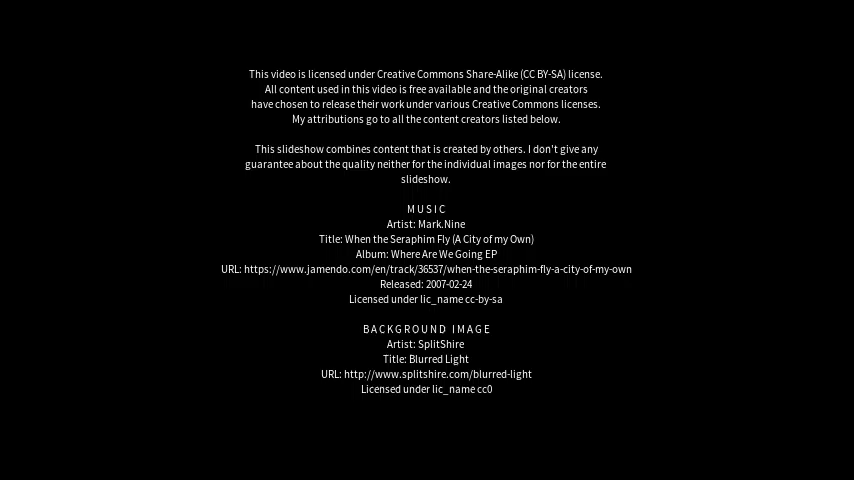 This video is licensed under Creative Commons Share-Alike (CC BY-SA) license.
All content used in this video is free available and the original creators
have chosen to release their work under various Creative Commons licenses.
My attributions go to all the content creators listed below.
This slideshow combines content that is created by others. I don't give any
guarantee about the quality neither for the individual images nor for the entire
slideshow.
MUSIC
Artist: Mark.Nine
Title: When the Seraphim Fly (A City of my Own)
Album: Where Are We Going EP
URL: https://www.jamendo.com/en/track/36537/when-the-seraphim-fly-a-city-of-my-own
Released: 2007-02-24
Licensed under lic_name cc-by-sa
BACKGROUND IMAGE
Artist: SplitShire
Title: Blurred Light
URL: http://www.splitshire.com/blurred-light
Licensed under lic_name cc0